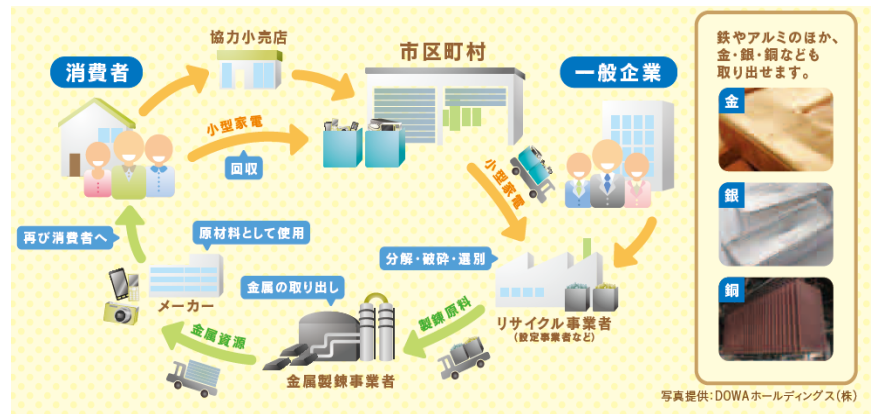 協力小売店
消費者
市区町村
一般企業
小型家電
回収
小型家電
再び消費者へ
原材料として使用
分解・破砕・選別
金属の取り出し
メーカー
製錬原料
リサイクル事業者
(認定事業者など)
金属資源
金属製錬事業者
鉄やアルミのほか、
金・銀・銅なども
取り出せます。
金
銀
銅
写真提供:DOWAホールディングス(株)